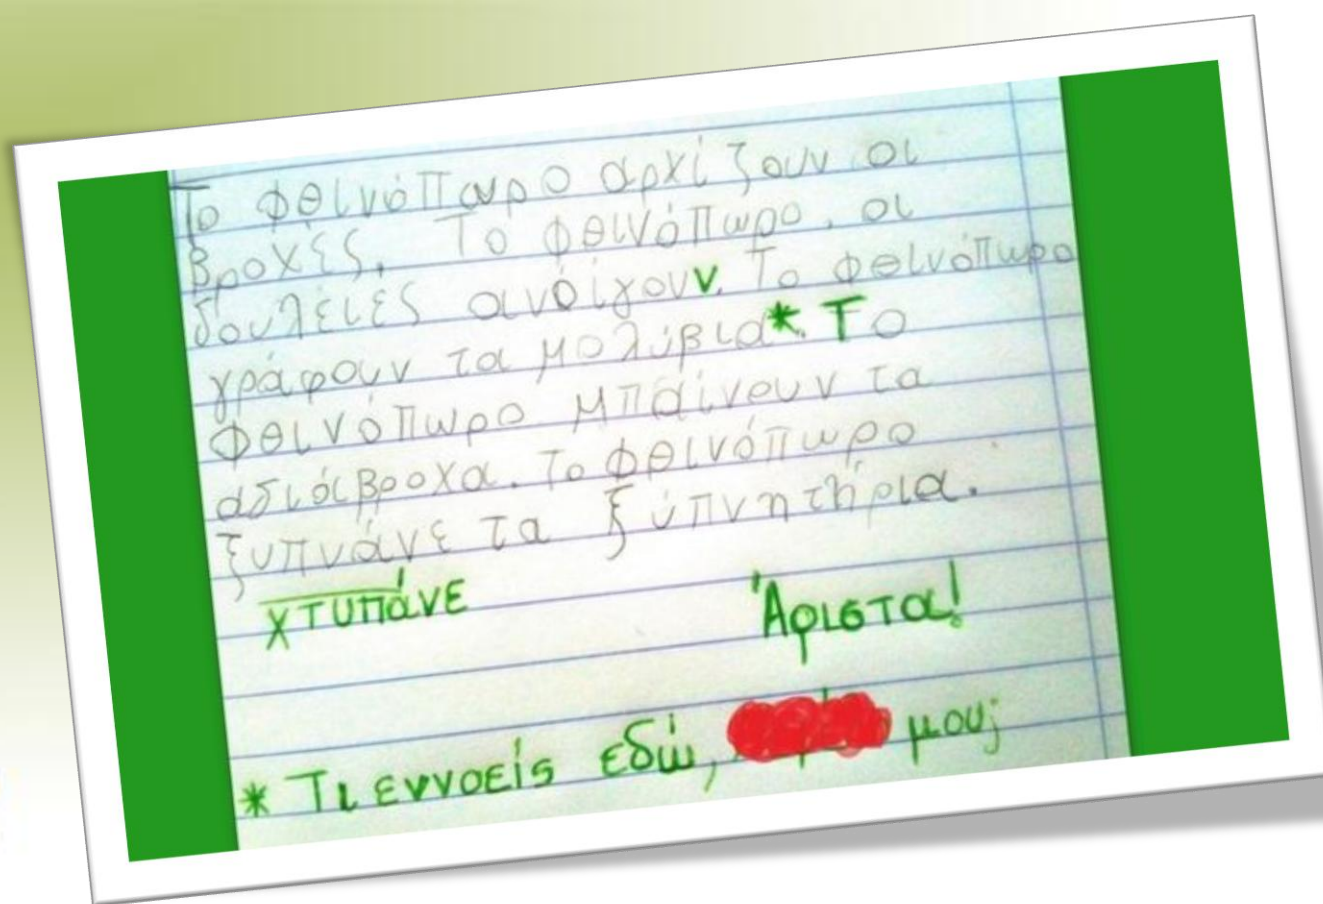 Το φθινόπωρο αρχίζουν οι
βροχές. Το φθινόπωρο, οι
δουλειές ανοίγουν. Το φθινόπωρο
γράφουν τα μολύβια*. Το
φθινόπωρο μπαίνουν τα
αδιάβροχα. Το φθινόπωρο
ξυπνάνε τα ξύπνητήρια.
χτυπάνε
Άριστα!
* Τι εννοείς εδώ, μου;